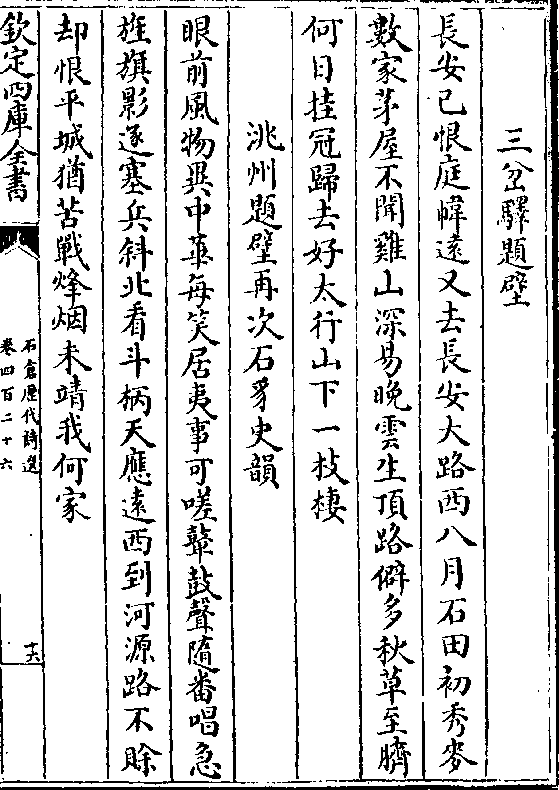 三岔驛題壁
長安已恨庭幃遠又去長安大路西八月石田初秀麥
數家茅屋不聞雞山深易晚雲生頂路僻多秋草至臍
何日挂冠歸去好太行山下一枝棲
洮州題壁再次石豸史韻
眼前風物異中華每笑居夷事可嗟鼙鼓聲隨番唱急
旌旗影逐塞兵斜北看斗柄天應遠西到河源路不賖
却恨平城猶苦戰烽烟未靖我何家
欽定四庫全書
石倉歷代詩選
卷四百二十六
十六